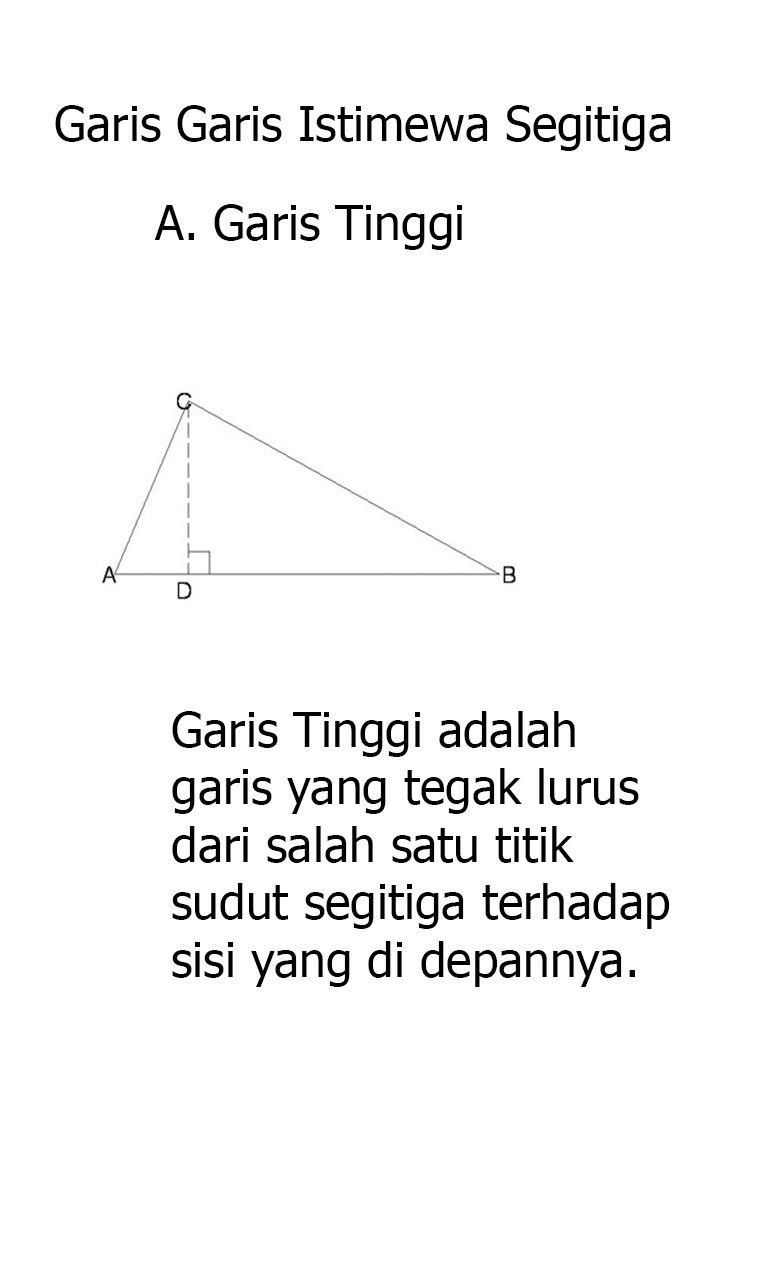 Garis Garis Istimewa Segitiga
A. Garis Tinggi
C
A
B
D
Garis Tinggi adalah
garis yang tegak lurus
dari salah satu titik
sudut segitiga terhadap
sisi yang di depannya.